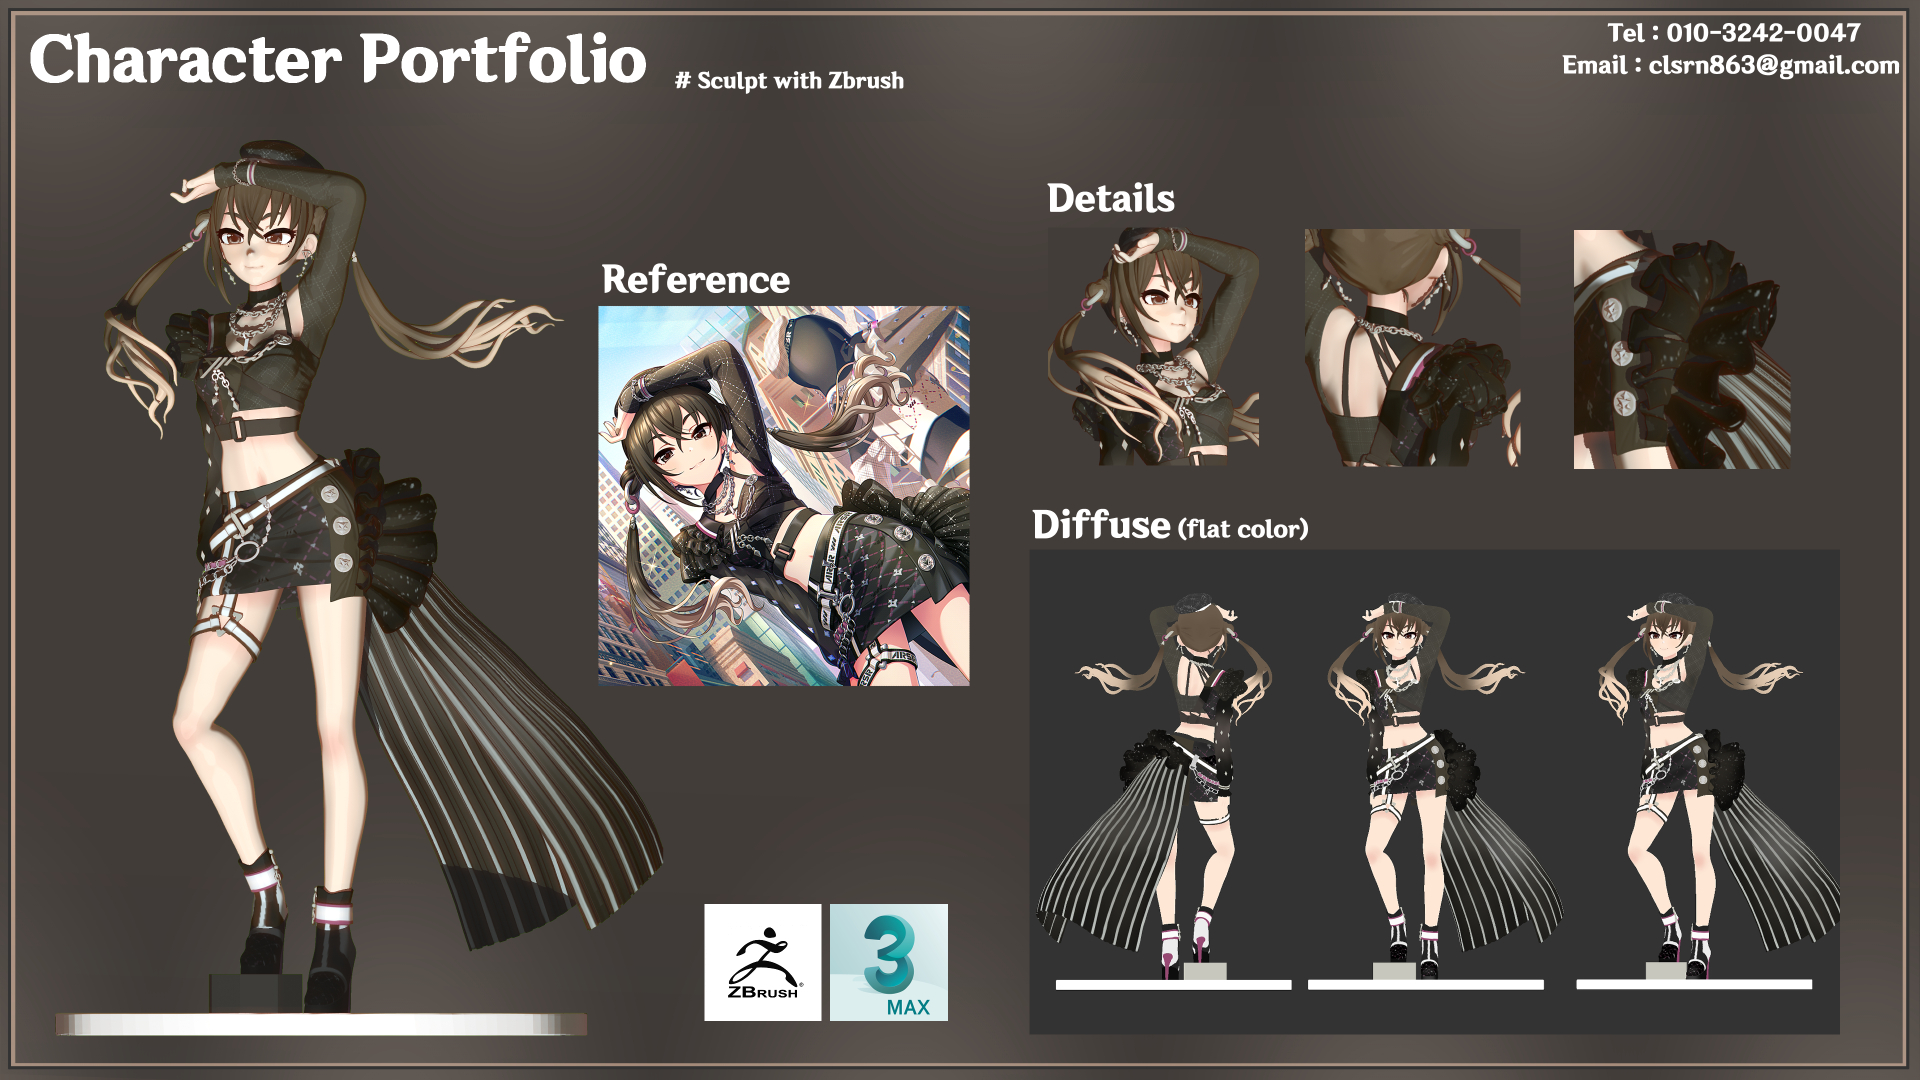 Character Portfolio
# Sculpt with Zbrush
Tel : 010-3242-0047
Email : clsrn863@gmail.com
Details
Reference
Diffuse (flat color)
ZBRUSH®
3
MAX